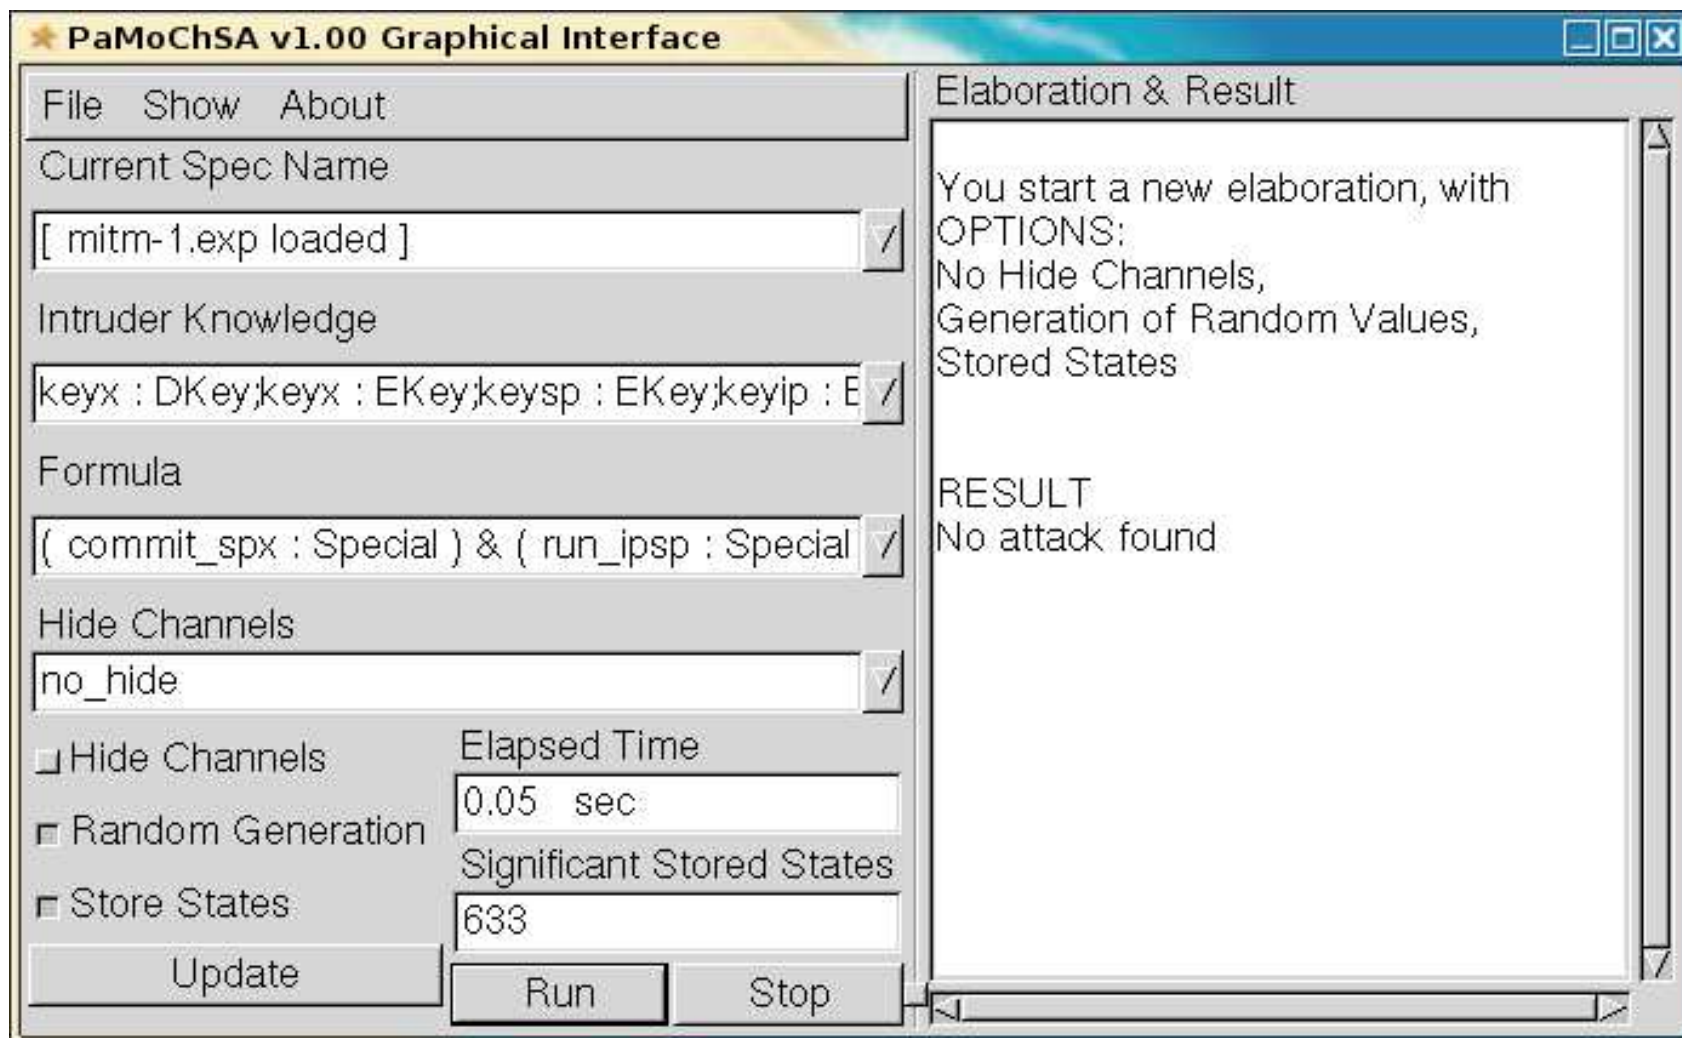 PaMoChSA v1.00 Graphical Interface
File Show About
Current Spec Name
[ mitm-1.exp loaded ]
Intruder Knowledge
keyx : DKey;keyx : EKey;keysp : EKey;keyip : E
Formula
( commit_spx : Special ) & ( run_ipsp : Special
Hide Channels
no_hide
Hide Channels
Random Generation
Store States
Update
Elapsed Time
0.05 sec
Significant Stored States
633
Run Stop
Elaboration & Result
You start a new elaboration, with
OPTIONS:
No Hide Channels,
Generation of Random Values,
Stored States
RESULT
No attack found